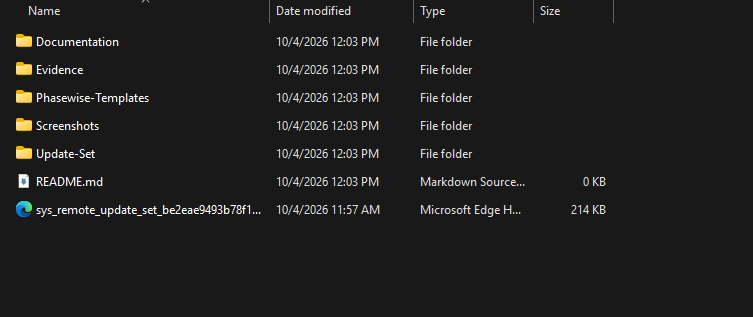 Name Date modified Type Size
Documentation 10/4/2026 12:03 PM File folder
Evidence 10/4/2026 12:03 PM File folder
Phasewise-Templates 10/4/2026 12:03 PM File folder
Screenshots 10/4/2026 12:03 PM File folder
Update-Set 10/4/2026 12:03 PM File folder
README.md 10/4/2026 12:03 PM Markdown Source... 0 KB
sys_remote_update_set_be2eae9493b78f1... 10/4/2026 11:57 AM Microsoft Edge H... 214 KB